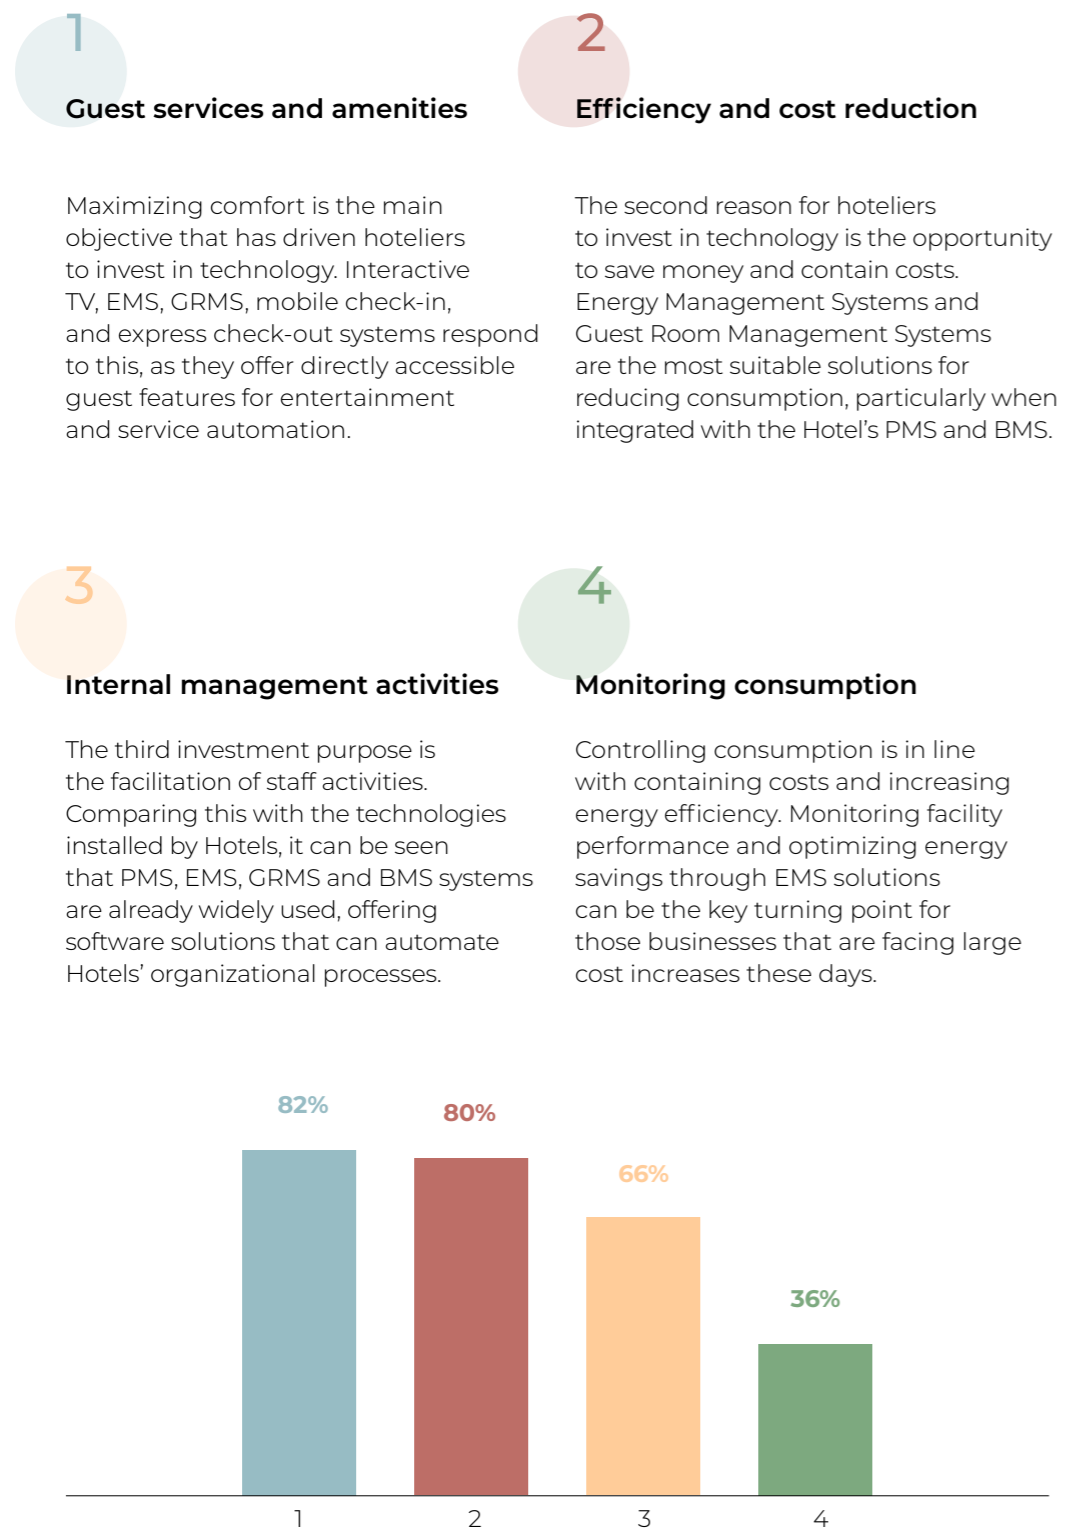 1
Guest services and amenities
Maximizing comfort is the main
objective that has driven hoteliers
to invest in technology. Interactive
TV, EMS, GRMS, mobile check-in,
and express check-out systems respond
to this, as they offer directly accessible
guest features for entertainment
and service automation.
2
Efficiency and cost reduction
The second reason for hoteliers
to invest in technology is the opportunity
to save money and contain costs.
Energy Management Systems and
Guest Room Management Systems
are the most suitable solutions for
reducing consumption, particularly when
integrated with the Hotel’s PMS and BMS.
3
Internal management activities
The third investment purpose is
the facilitation of staff activities.
Comparing this with the technologies
installed by Hotels, it can be seen
that PMS, EMS, GRMS and BMS systems
are already widely used, offering
software solutions that can automate
Hotels’ organizational processes.
4
Monitoring consumption
Controlling consumption is in line
with containing costs and increasing
energy efficiency. Monitoring facility
performance and optimizing energy
savings through EMS solutions
can be the key turning point for
those businesses that are facing large
cost increases these days.
82%
80%
66%
36%
1
2
3
4